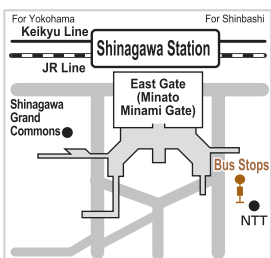 For Yokohama
For Shinbashi
Keikyu Line
Shinagawa Station
JR Line
East Gate
(Minato
Minami Gate)
Shinagawa
Grand
Commons
Bus Stops
NTT